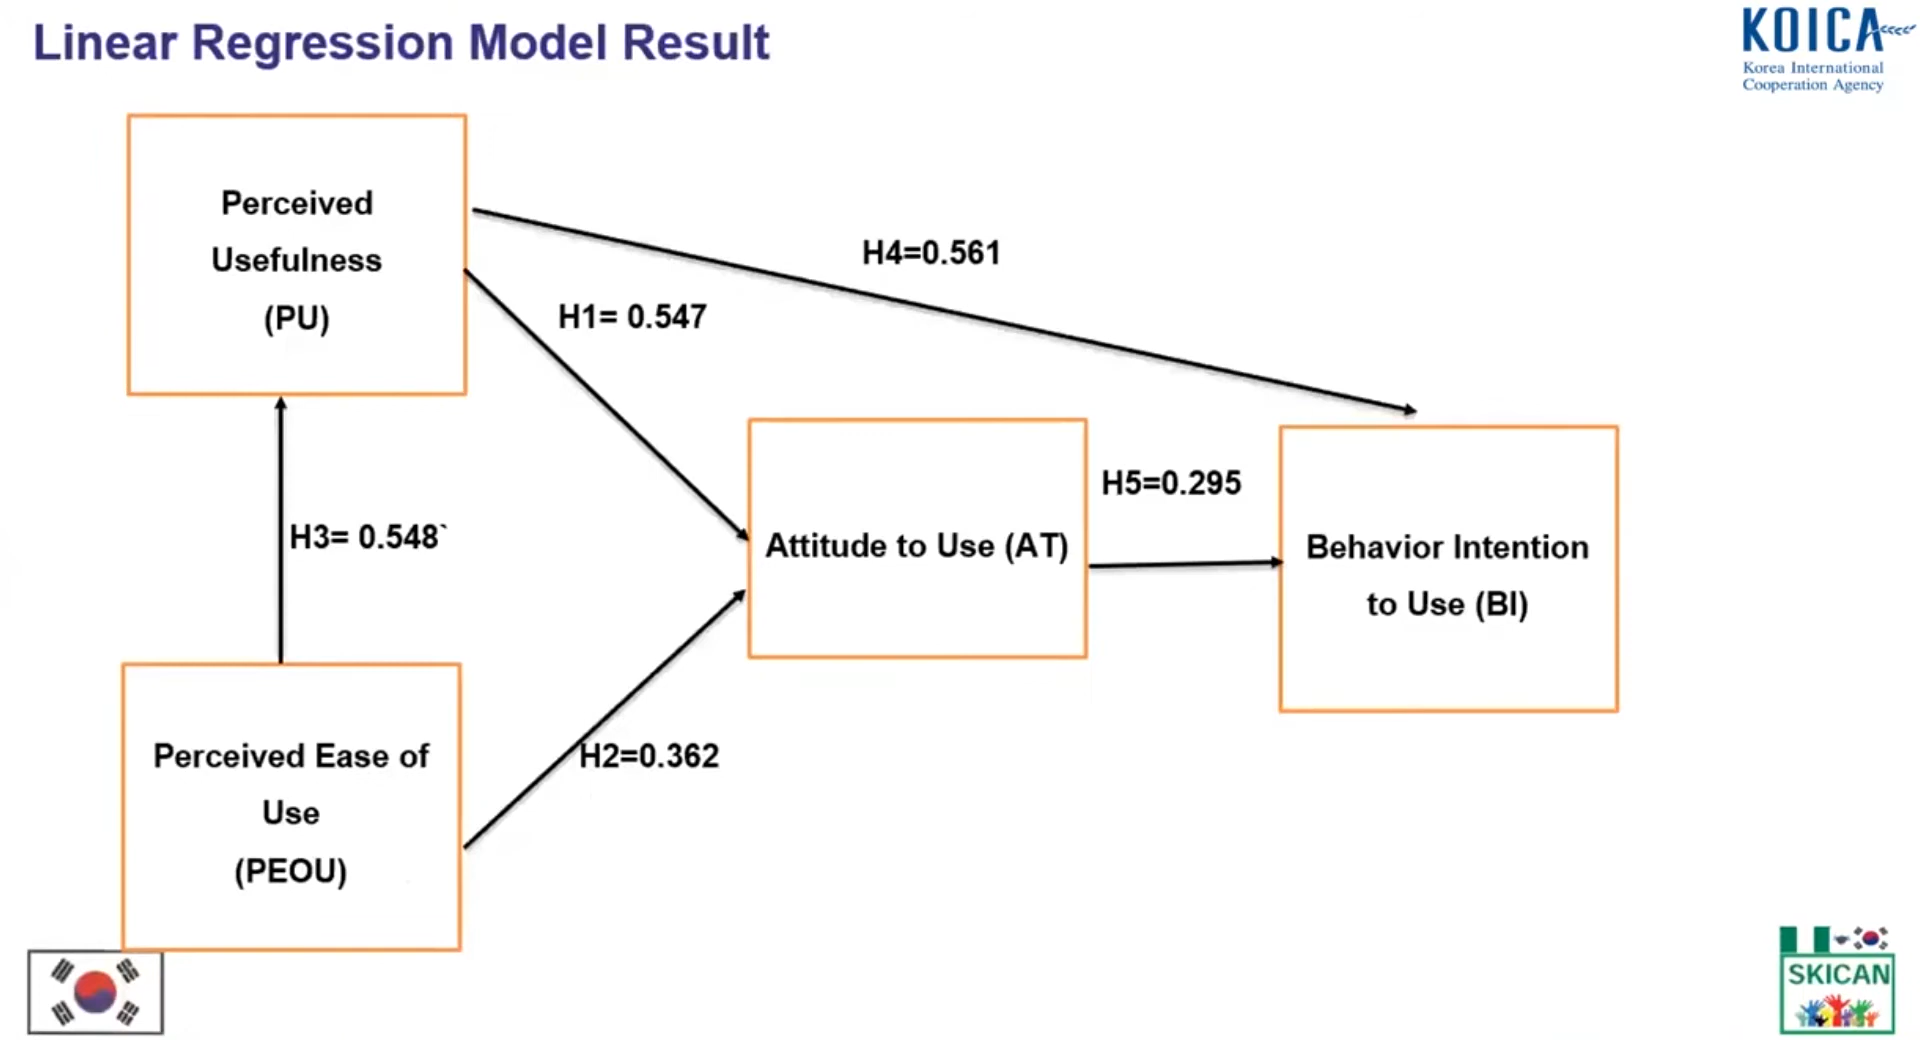 Linear Regression Model Result
KOICA
Korea International
Cooperation Agency
Perceived
Usefulness
(PU)
H4=0.561
H1= 0.547
H3= 0.548`
Attitude to Use (AT)
H5=0.295
Behavior Intention
to Use (BI)
Perceived Ease of
Use
(PEOU)
H2=0.362
SKICAN